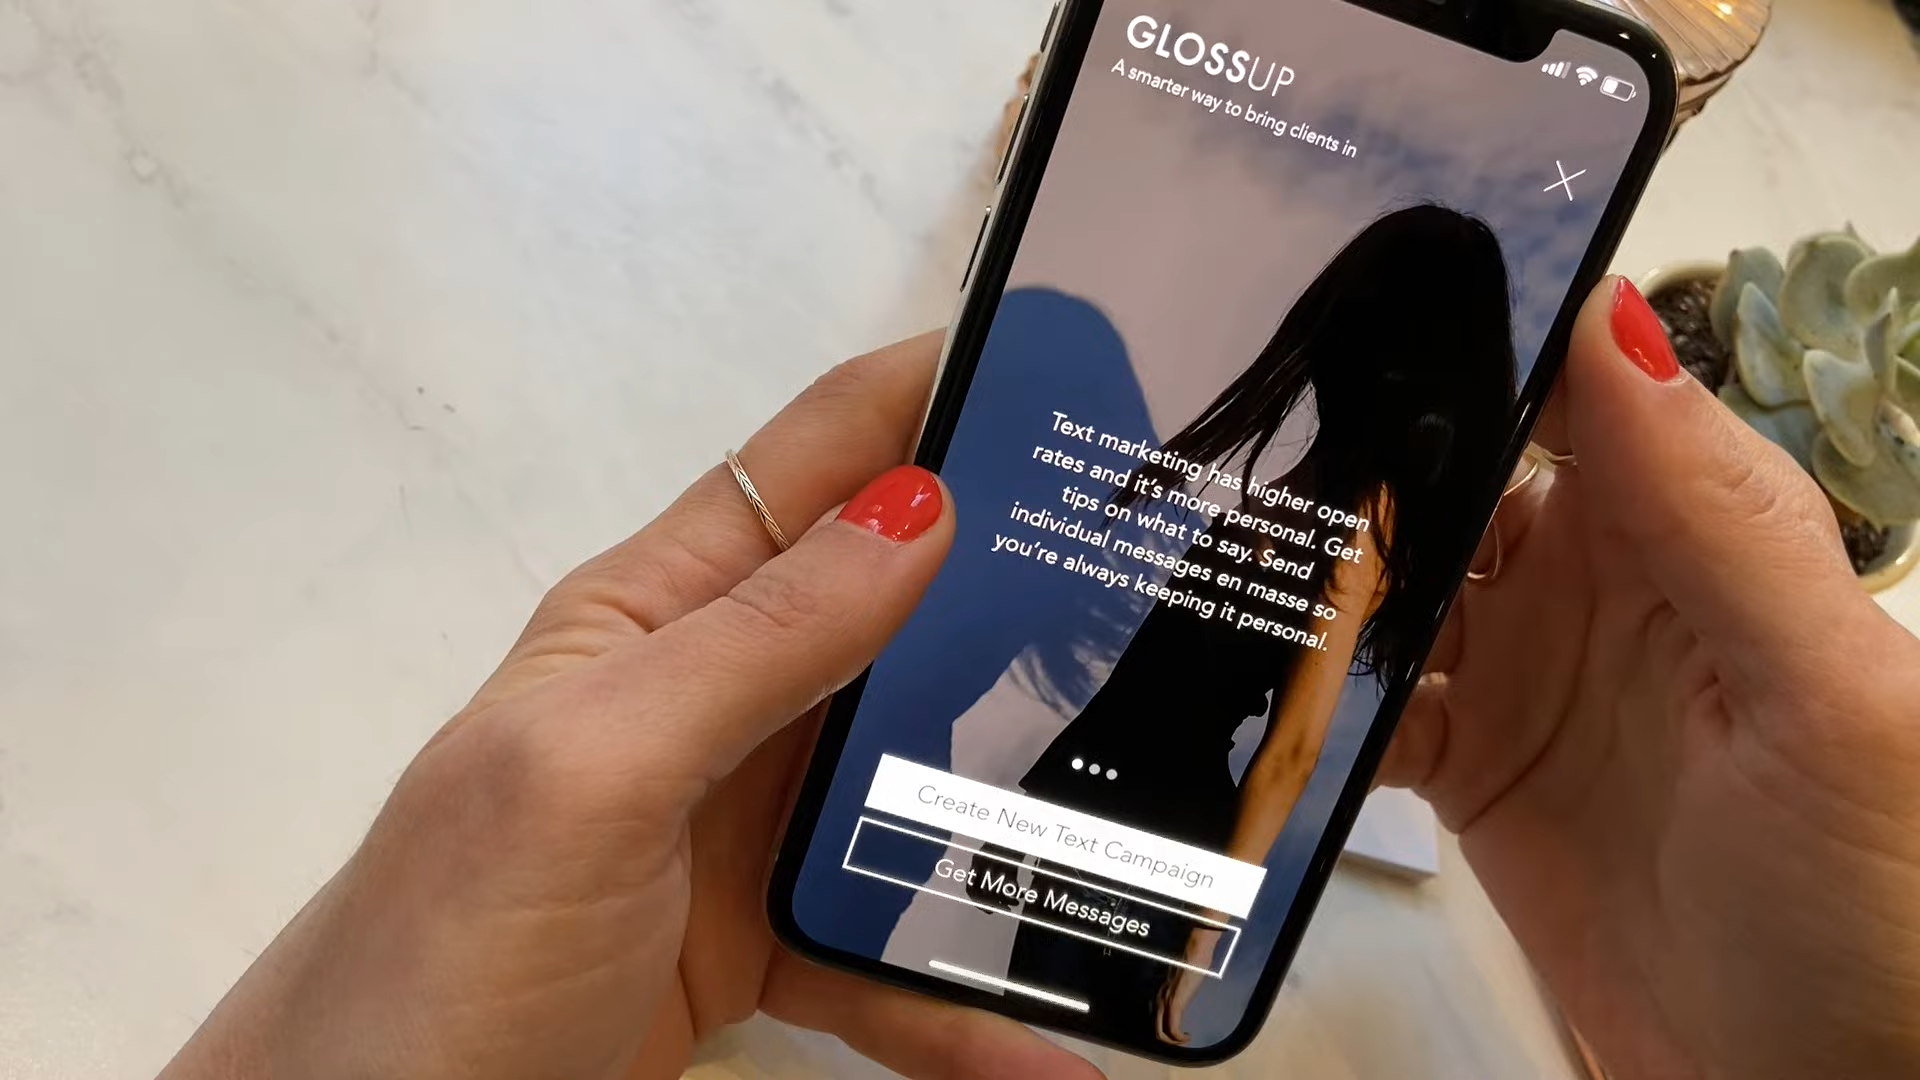 GLOSSUP
A smarter way to bring clients in
Text marketing has higher open
rates and it's more personal. Get
tips on what to say. Send
individual messages en masse so
you're always keeping it personal.
Create New Text Campaign
Get More Messages